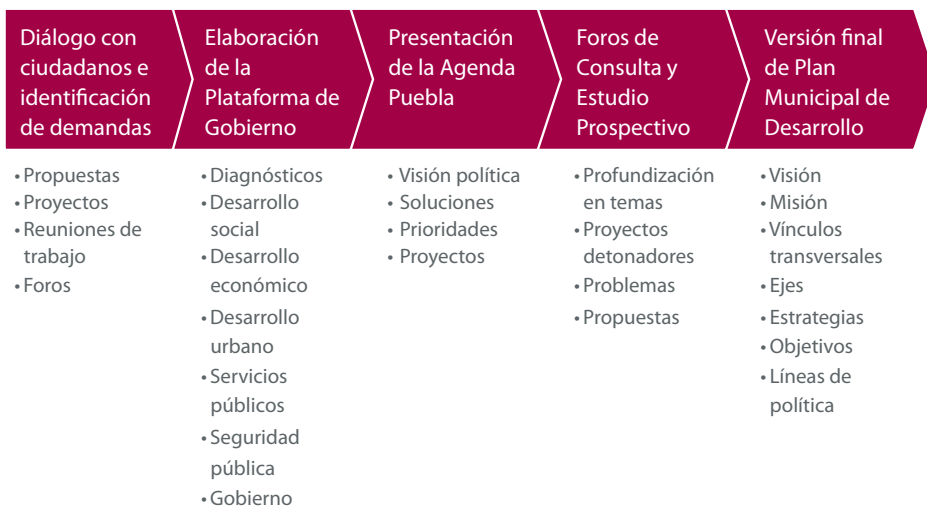 Diálogo con
ciudadanos e
identificación
de demandas
Elaboración
de la
Plataforma de
Gobierno
Presentación
de la Agenda
Puebla
Foros de
Consulta y
Estudio
Prospectivo
Versión final
de Plan
Municipal de
Desarrollo
• Propuestas
• Proyectos
• Reuniones de
trabajo
• Foros
• Diagnósticos
• Desarrollo
social
• Desarrollo
económico
• Desarrollo
urbano
• Servicios
públicos
• Seguridad
pública
• Gobierno
• Visión política
• Soluciones
• Prioridades
• Proyectos
• Profundización
en temas
• Proyectos
detonadores
• Problemas
• Propuestas
• Visión
• Misión
• Vínculos
transversales
• Ejes
• Estrategias
• Objetivos
• Líneas de
política